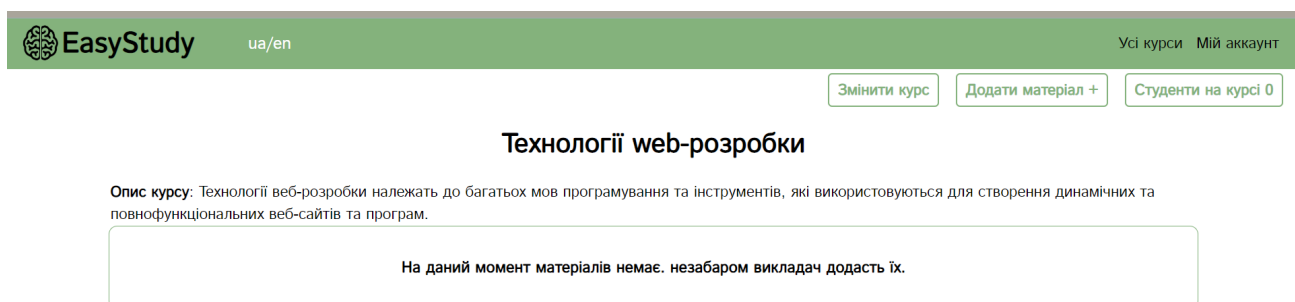 EasyStudy ua/en Усі курси Мій аккаунт
Змінити курс Додати матеріал + Студенти на курсі 0
Технології web-розробки
Опис курсу: Технології веб-розробки належать до багатьох мов програмування та інструментів, які використовуються для створення динамічних та
повнофункціональних веб-сайтів та програм.
На даний момент матеріалів немає. незабаром викладач додасть їх.